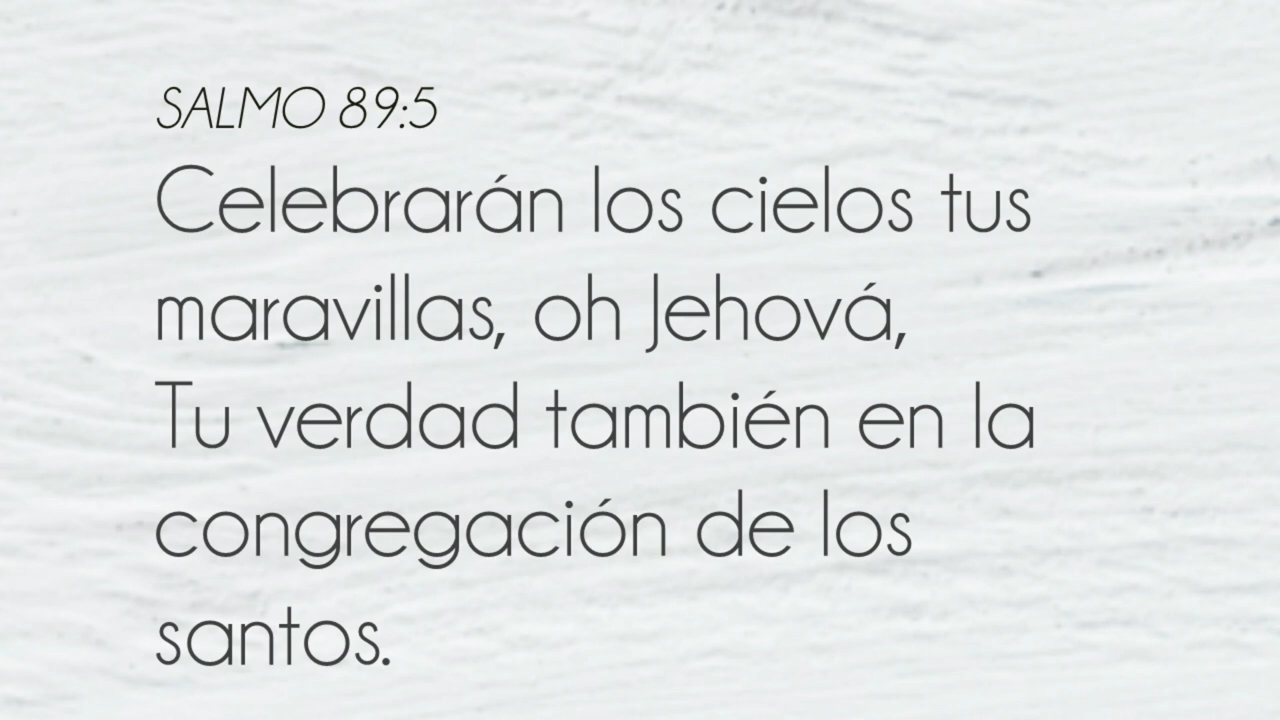 SALMO 89:5
Celebrarán los cielos tus
maravillas, oh Jehová,
Tu verdad también en la
congregación de los
santos.